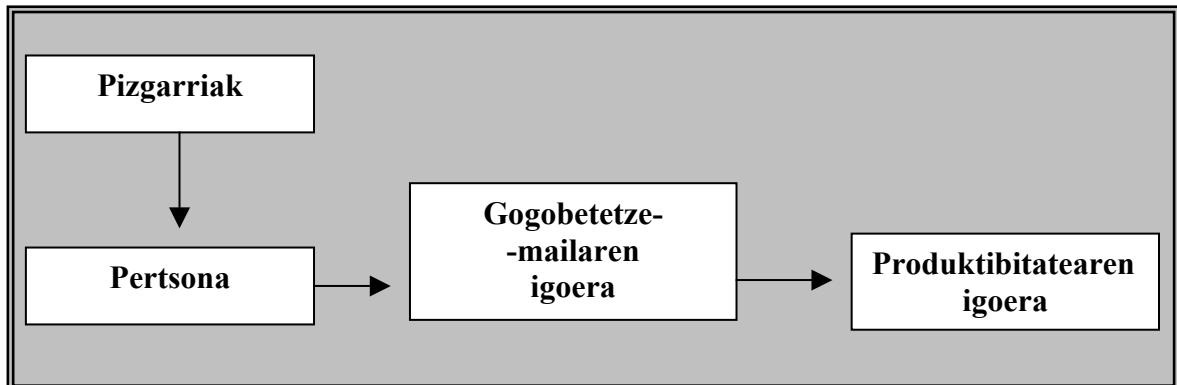 Pizgarriak
Pertsona
Gogobetetze-
-mailaren
igoera
Produktibitatearen
igoera